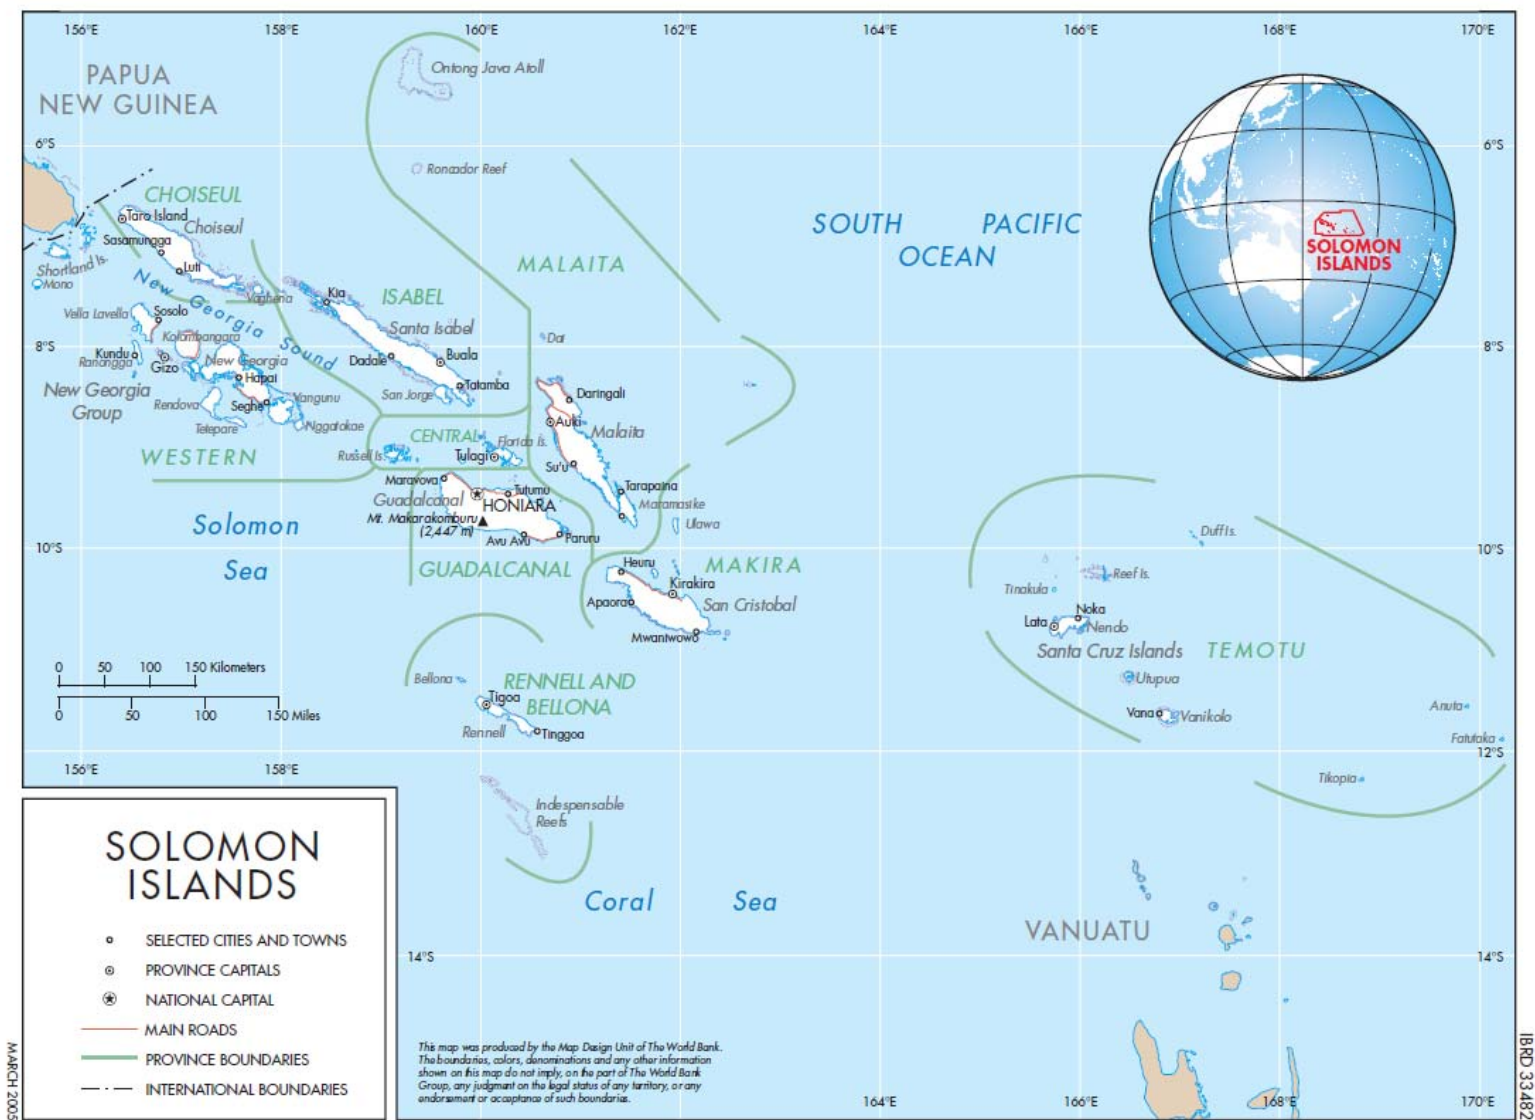 156°E 158°E 160°E 162°E 164°E 166°E 168°E 170°E
PAPUA
NEW GUINEA
Ontong Java Atoll
6°S
6°S
Roncador Reef
CHOISEUL
Taro Island
Choiseul
Sasamungga
Luti
Shortland Is.
Mono
SOUTH PACIFIC
OCEAN
SOLOMON
ISLANDS
MALAITA
New Georgia Sound
Vaghena
Kia
ISABEL
Santa Isabel
Vella Lavella
Sosolo
Kolombangara
Kundu
Ranongga
Gizo
New Georgia
Hapai
New Georgia
Group
Rendova
Seghe
Vangunu
Tetepare
Nggatokae
8°S
8°S
Dadale
Buala
Tatamba
San Jorge
Dai
Daringali
Auki
Malaita
Su'u
WESTERN
CENTRAL
Russell Is.
Tulagi
Florida Is.
Maravova
Guadalcanal
Tutumu
HONIARA
Mt. Makarakomburu
(2,447 m)
Avu Avu
Paruru
Tarapaina
Maramasike
Ulawa
Solomon
Sea
10°S
10°S
GUADALCANAL
MAKIRA
Heuru
Kirakira
Apaora
San Cristobal
Mwaniwowo
Duff Is.
Reef Is.
Tinakula
Noka
Lata
Nendo
Santa Cruz Islands
TEMOTU
Utupua
Vana
Vanikolo
Anuta
Fatutaka
Tikopia
12°S
0 50 100 150 Kilometers
0 50 100 150 Miles
Bellona
RENNELL AND
BELLONA
Tigoa
Rennell
Tinggoa
156°E 158°E
Indespensable
Reefs
Coral Sea
VANUATU
14°S
14°S
SOLOMON
ISLANDS
SELECTED CITIES AND TOWNS
PROVINCE CAPITALS
NATIONAL CAPITAL
MAIN ROADS
PROVINCE BOUNDARIES
INTERNATIONAL BOUNDARIES
This map was produced by the Map Design Unit of The World Bank.
The boundaries, colors, denominations and any other information
shown on this map do not imply, on the part of The World Bank
Group, any judgment on the legal status of any territory, or any
endorsement or acceptance of such boundaries.
164°E 166°E 168°E 170°E
MARCH 2005
IBRD 33482